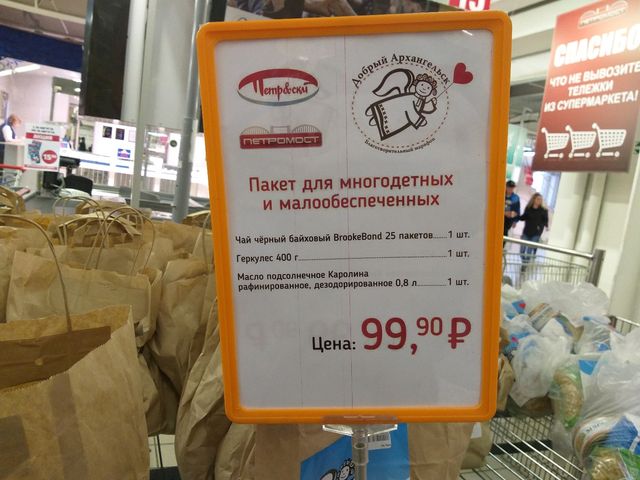 Петровский
ПЕТРОМОСТ
Добрый Архангельск
Благотворительный марафон
Пакет для многодетных
и малообеспеченных
Чай чёрный байховый BrookeBond 25 пакетов.....1 шт.
Геркулес 400 г.....1 шт.
Масло подсолнечное Каролина
рафинированное, дезодорированное 0,8 л.....1 шт.
Цена: 99,90 ₽
ПЕТРОМОСТ
СПАСИБО
ЧТО НЕ ВЫВОЗИТЕ
ТЕЛЕЖКИ
ИЗ СУПЕРМАРКЕТА!